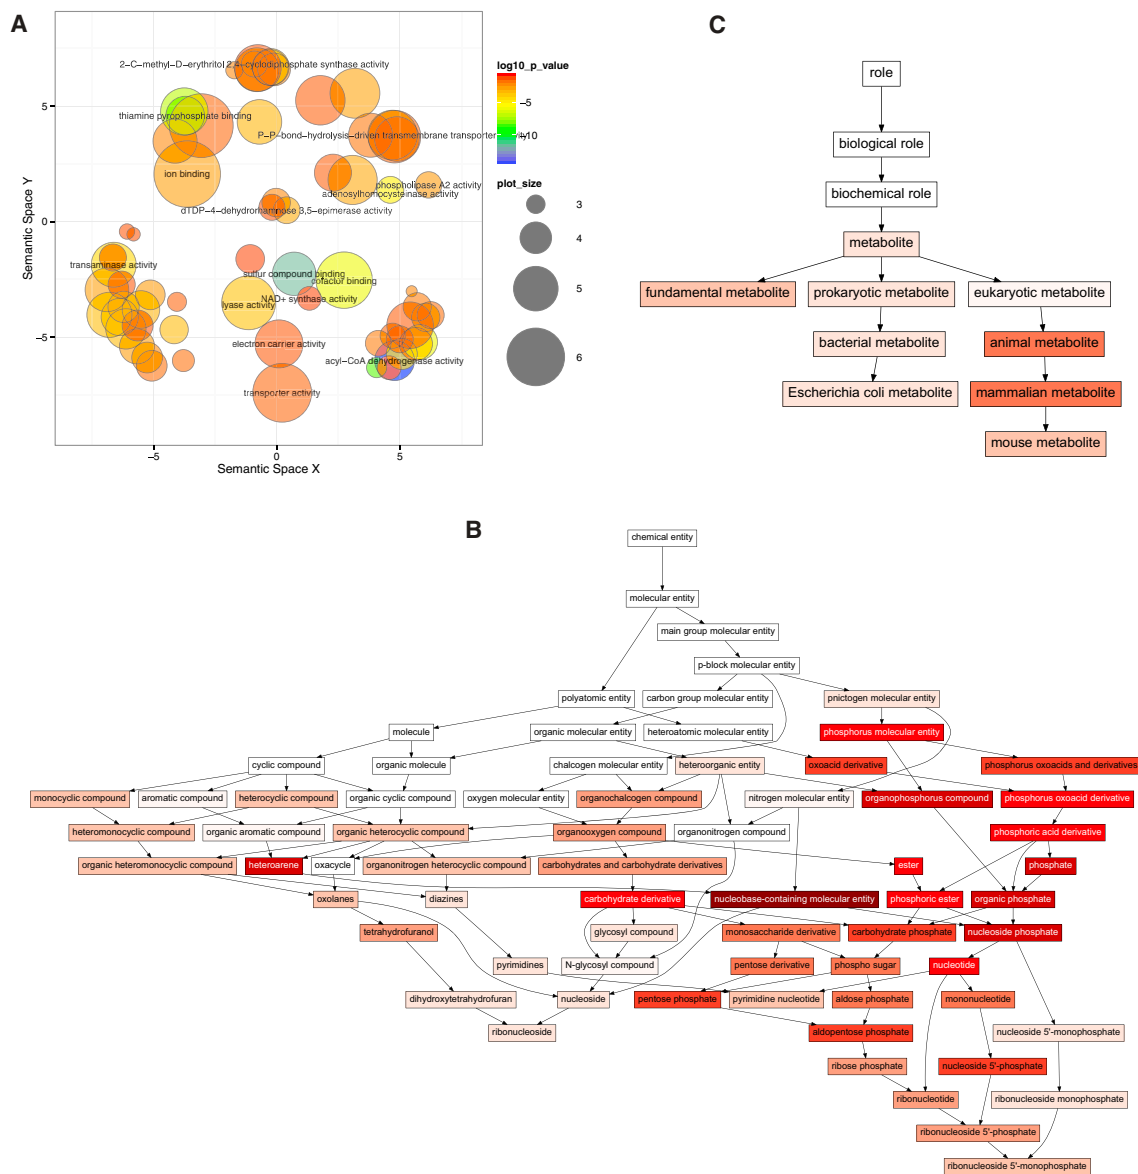 A
2−C−methyl−D−erythritol 2,4−cyclodiphosphate synthase activity
thiamine pyrophosphate binding
P−P−bond−hydrolysis−driven transmembrane transporter
ion binding
phospholipase A2 activity
adenosylhomocysteinase activity
dTDP−4−dehydrorhamnose 3,5−epimerase activity
transaminase activity
sulfur compound binding
cofactor binding
NAD+ synthase activity
lyase activity
electron carrier activity
acyl−CoA dehydrogenase activity
transporter activity
5
0
−5
−5
0
5
Semantic Space Y
Semantic Space X
log10_p_value
−5
−10
plot_size
3
4
5
6
C
role
biological role
biochemical role
metabolite
fundamental metabolite
prokaryotic metabolite
eukaryotic metabolite
bacterial metabolite
animal metabolite
Escherichia coli metabolite
mammalian metabolite
mouse metabolite
B
chemical entity
molecular entity
main group molecular entity
p-block molecular entity
polyatomic entity
carbon group molecular entity
pnictogen molecular entity
molecule
organic molecular entity
heteroatomic molecular entity
phosphorus molecular entity
cyclic compound
organic molecule
chalcogen molecular entity
heteroorganic entity
oxoacid derivative
phosphorus oxoacids and derivatives
monocyclic compound
aromatic compound
heterocyclic compound
organic cyclic compound
oxygen molecular entity
organochalcogen compound
nitrogen molecular entity
organophosphorus compound
phosphorus oxoacid derivative
heteromonocyclic compound
organic aromatic compound
organic heterocyclic compound
organooxygen compound
organonitrogen compound
phosphoric acid derivative
organic heteromonocyclic compound
heteroarene
oxacycle
organonitrogen heterocyclic compound
carbohydrates and carbohydrate derivatives
ester
phosphate
oxolanes
diazines
carbohydrate derivative
nucleobase-containing molecular entity
phosphoric ester
organic phosphate
tetrahydrofuranol
glycosyl compound
monosaccharide derivative
carbohydrate phosphate
nucleoside phosphate
pyrimidines
N-glycosyl compound
pentose derivative
phospho sugar
nucleotide
dihydroxytetrahydrofuran
nucleoside
pentose phosphate
pyrimidine nucleotide
aldose phosphate
mononucleotide
ribonucleoside
aldopentose phosphate
nucleoside 5'-monophosphate
ribose phosphate
nucleoside 5'-phosphate
ribonucleotide
ribonucleoside monophosphate
ribonucleoside 5'-phosphate
ribonucleoside 5'-monophosphate